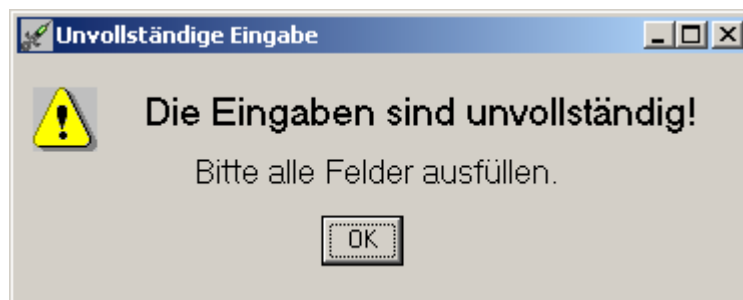 Unvollständige Eingabe
Die Eingaben sind unvollständig!
Bitte alle Felder ausfüllen.
OK